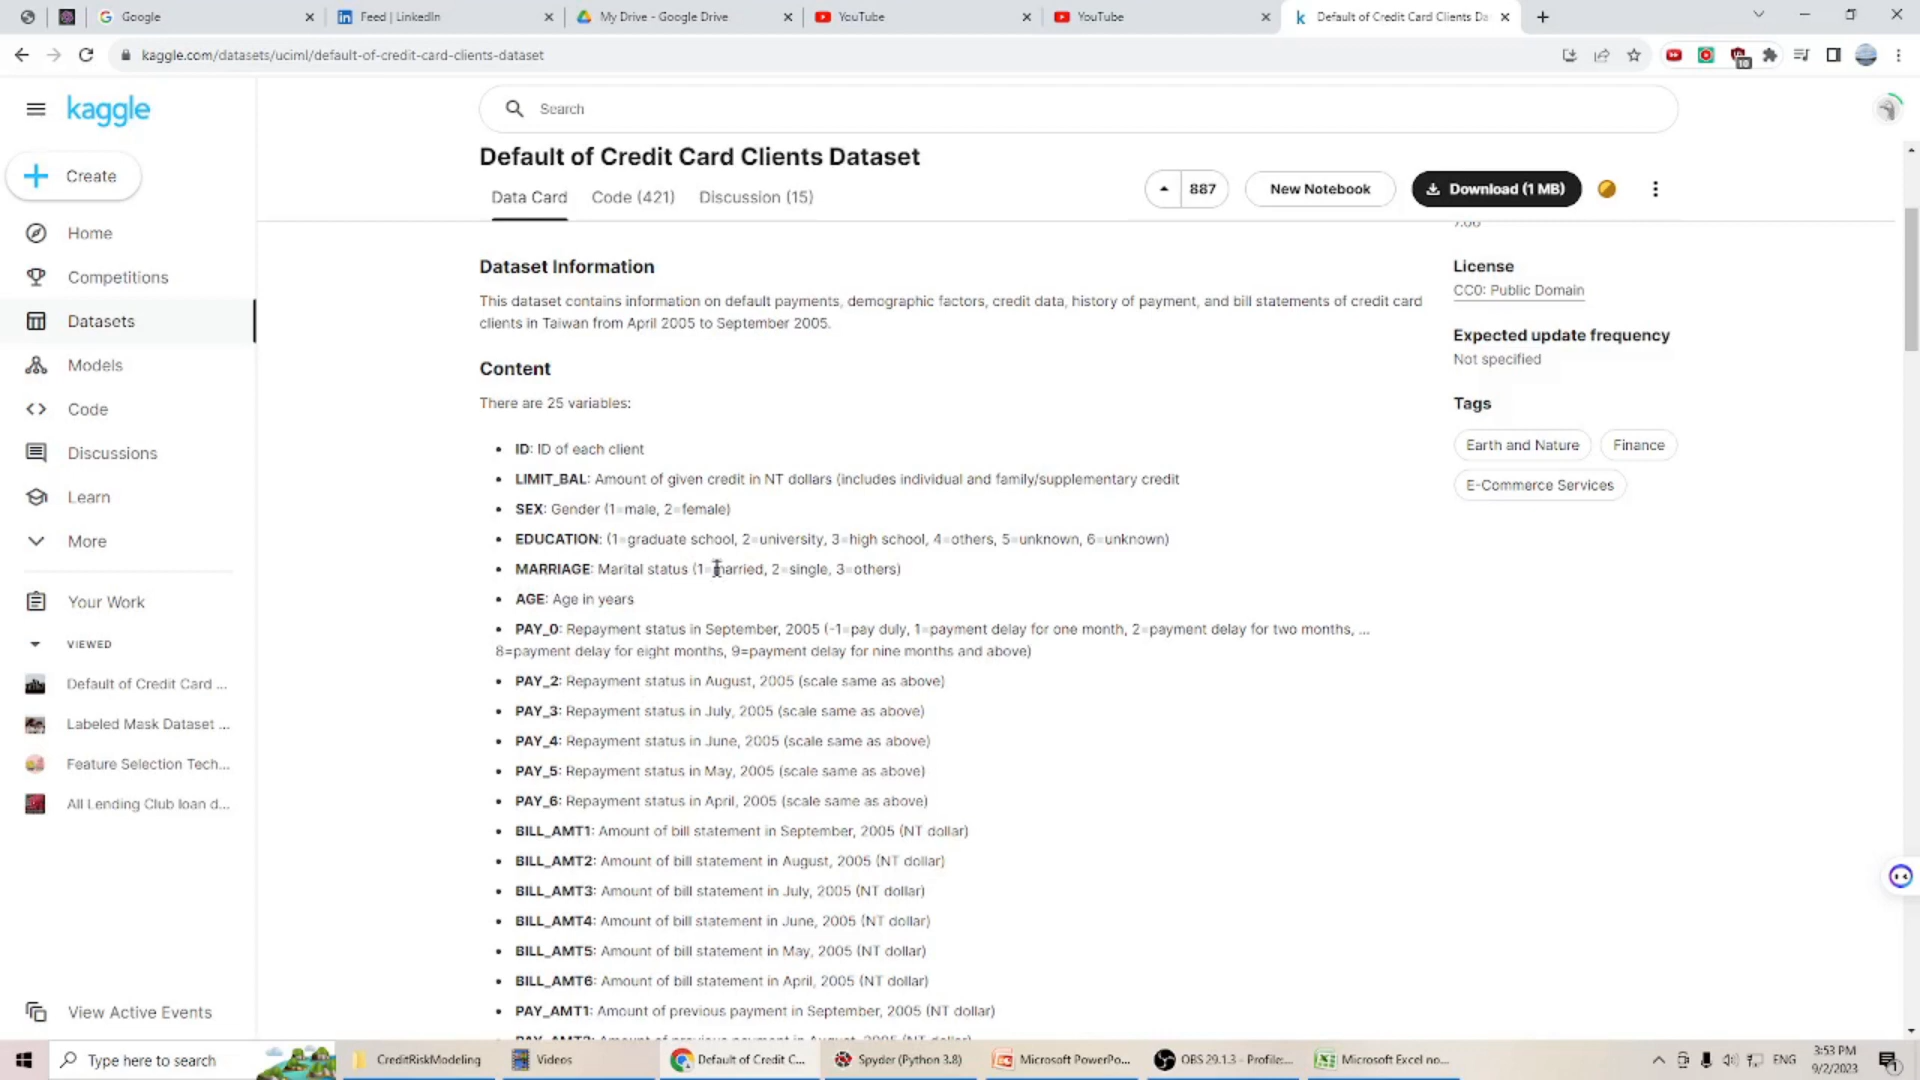 Google
Feed | LinkedIn
My Drive - Google Drive
YouTube
YouTube
Default of Credit Card Clients Da
kaggle.com/datasets/uciml/default-of-credit-card-clients-dataset
10
kaggle
Search
Create
Default of Credit Card Clients Dataset
Data Card
Code (421)
Discussion (15)
887
New Notebook
Download (1 MB)
Home
Competitions
Datasets
Models
Code
Discussions
Learn
More
Your Work
VIEWED
Default of Credit Card ...
Labeled Mask Dataset ...
Feature Selection Tech...
All Lending Club loan d...
View Active Events
Dataset Information
This dataset contains information on default payments, demographic factors, credit data, history of payment, and bill statements of credit card
clients in Taiwan from April 2005 to September 2005.
Content
There are 25 variables:
• ID: ID of each client
• LIMIT_BAL: Amount of given credit in NT dollars (includes individual and family/supplementary credit
• SEX: Gender (1=male, 2=female)
• EDUCATION: (1=graduate school, 2=university, 3=high school, 4=others, 5=unknown, 6=unknown)
• MARRIAGE: Marital status (1=married, 2=single, 3=others)
• AGE: Age in years
• PAY_0: Repayment status in September, 2005 (-1=pay duly, 1=payment delay for one month, 2=payment delay for two months, ...
8=payment delay for eight months, 9=payment delay for nine months and above)
• PAY_2: Repayment status in August, 2005 (scale same as above)
• PAY_3: Repayment status in July, 2005 (scale same as above)
• PAY_4: Repayment status in June, 2005 (scale same as above)
• PAY_5: Repayment status in May, 2005 (scale same as above)
• PAY_6: Repayment status in April, 2005 (scale same as above)
• BILL_AMT1: Amount of bill statement in September, 2005 (NT dollar)
• BILL_AMT2: Amount of bill statement in August, 2005 (NT dollar)
• BILL_AMT3: Amount of bill statement in July, 2005 (NT dollar)
• BILL_AMT4: Amount of bill statement in June, 2005 (NT dollar)
• BILL_AMT5: Amount of bill statement in May, 2005 (NT dollar)
• BILL_AMT6: Amount of bill statement in April, 2005 (NT dollar)
• PAY_AMT1: Amount of previous payment in September, 2005 (NT dollar)
License
CC0: Public Domain
Expected update frequency
Not specified
Tags
Earth and Nature
Finance
E-Commerce Services
Type here to search
CreditRiskModeling
Videos
Default of Credit C...
Spyder (Python 3.8)
Microsoft PowerPo...
OBS 29.1.3 - Profile:...
Microsoft Excel no...
ENG
3:53 PM
9/2/2023